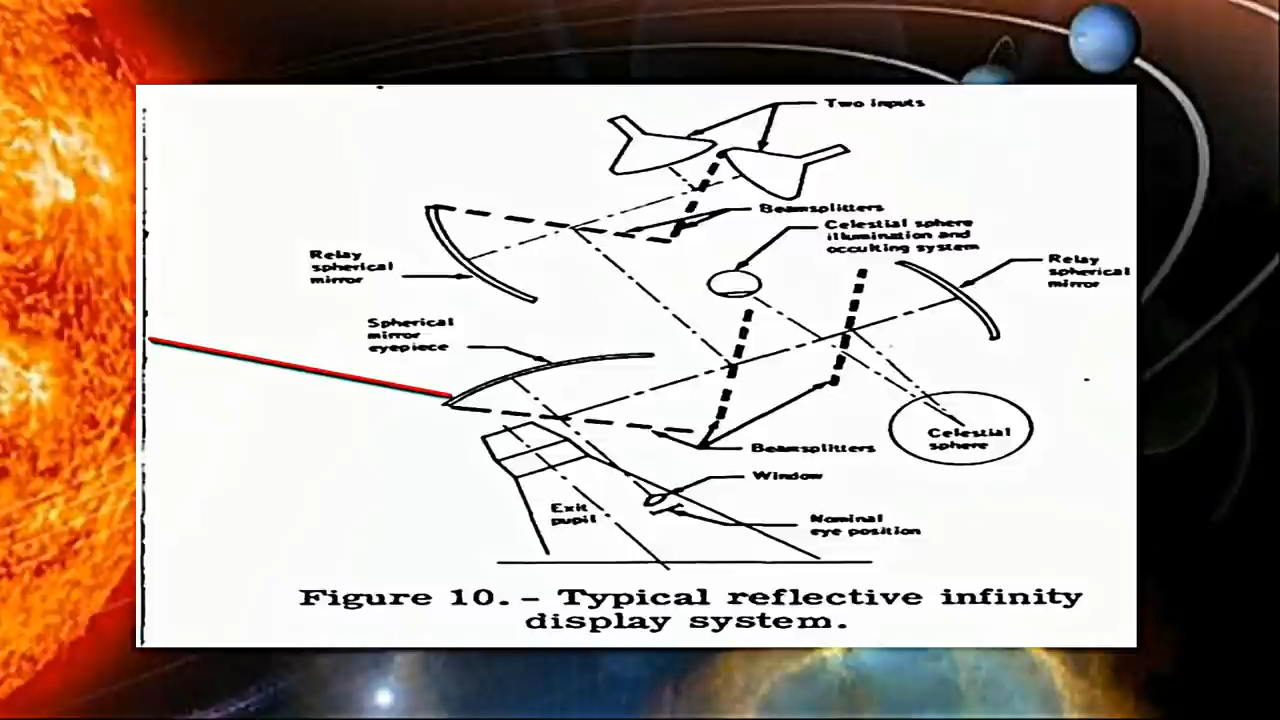 Two inputs
Beamsplitters
Celestial sphere
illumination and
occulting system
Relay
spherical
mirror
Relay
spherical
mirror
Spherical
mirror
eyepiece
Celestial
sphere
Beamsplitters
Window
Exit
pupil
Nominal
eye position
Figure 10. – Typical reflective infinity
display system.